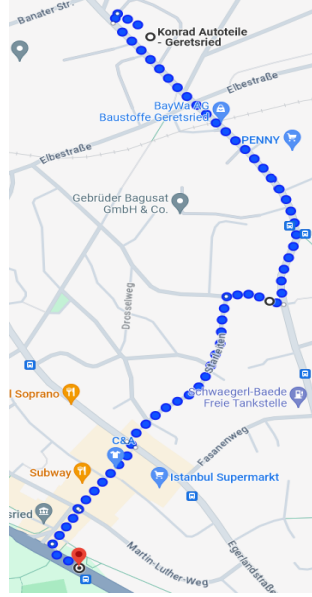 Banater Str.
Konrad Autoteile
- Geretsried
Elbestraße
BayWa AG
Baustoffe Geretsried
PENNY
Elbestraße
Gebrüder Bagusat
GmbH & Co.
Drosselweg
Schwaegerl-Baede
Freie Tankstelle
l Soprano
C&A
Fasanenweg
Subway
Istanbul Supermarkt
sried
Martin-Luther-Weg
Egerlandstraße